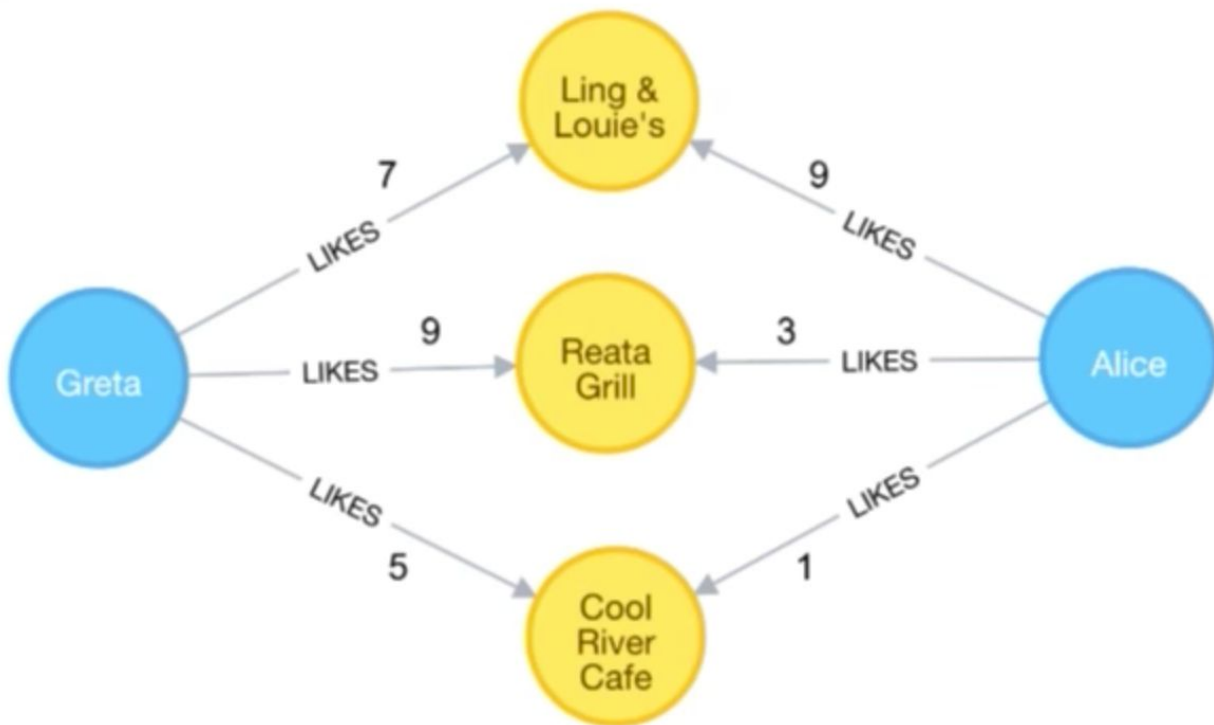 Ling &
Louie's
7
9
LIKES
LIKES
9
3
Greta
LIKES
Reata
Grill
LIKES
Alice
LIKES
LIKES
5
1
Cool
River
Cafe